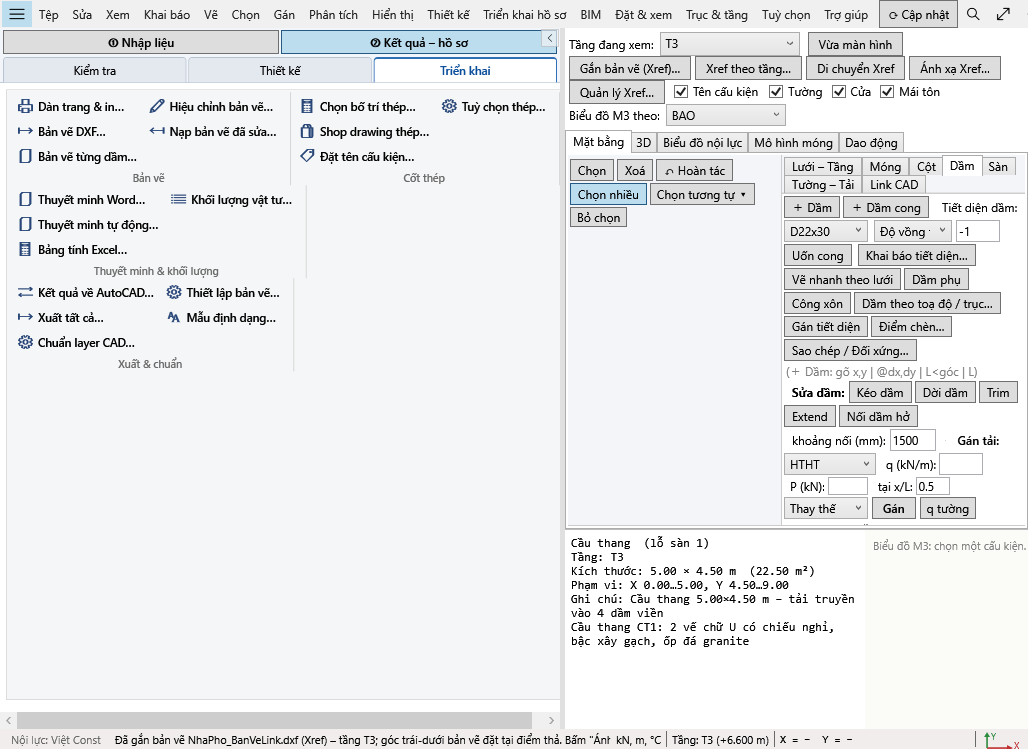 Tệp Sửa Xem Khai báo Vẽ Chọn Gán Phân tích Hiển thị Thiết kế Triển khai hồ sơ BIM Đặt & xem Trục & tầng Tuỳ chọn Trợ giúp ⟳ Cập nhật
① Nhập liệu ② Kết quả – hồ sơ
Kiểm tra Thiết kế Triển khai
Dàn trang & in... Hiệu chỉnh bản vẽ... Chọn bố trí thép... Tuỳ chọn thép...
Bản vẽ DXF... Nạp bản vẽ đã sửa... Shop drawing thép...
Bản vẽ từng dầm... Đặt tên cấu kiện...
Bản vẽ Cốt thép
Thuyết minh Word... Khối lượng vật tư...
Thuyết minh tự động...
Bảng tính Excel...
Thuyết minh & khối lượng
Kết quả về AutoCAD... Thiết lập bản vẽ...
Xuất tất cả... Mẫu định dạng...
Chuẩn layer CAD...
Xuất & chuẩn
Tầng đang xem: T3 Vừa màn hình
Gắn bản vẽ (Xref)... Xref theo tầng... Di chuyển Xref Ánh xạ Xref...
Quản lý Xref... Tên cấu kiện Tường Cửa Mái tôn
Biểu đồ M3 theo: BAO
Mặt bằng 3D Biểu đồ nội lực Mô hình móng Dao động
Chọn Xoá ↶ Hoàn tác
Chọn nhiều Chọn tương tự ▾
Bỏ chọn
Lưới – Tầng Móng Cột Dầm Sàn
Tường – Tải Link CAD
+ Dầm + Dầm cong Tiết diện dầm:
D22x30 Độ vồng -1
Uốn cong Khai báo tiết diện...
Vẽ nhanh theo lưới Dầm phụ
Công xôn Dầm theo toạ độ / trục...
Gán tiết diện Điểm chèn...
Sao chép / Đối xứng...
(+ Dầm: gõ x,y | @dx,dy | L<góc | L)
Sửa dầm: Kéo dầm Dời dầm Trim
Extend Nối dầm hở
khoảng nối (mm): 1500 Gán tải:
HTHT q (kN/m):
P (kN): tại x/L: 0.5
Thay thế Gán q tường
Cầu thang (lỗ sàn 1)
Tầng: T3
Kích thước: 5.00 × 4.50 m (22.50 m²)
Phạm vi: X 0.00…5.00, Y 4.50…9.00
Ghi chú: Cầu thang 5.00×4.50 m – tải truyền
vào 4 dầm viền
Cầu thang CT1: 2 vế chữ U có chiếu nghỉ,
bậc xây gạch, ốp đá granite
Biểu đồ M3: chọn một cấu kiện.
Nội lực: Việt Const Đã gắn bản vẽ NhaPho_BanVeLink.dxf (Xref) – tầng T3; góc trái-dưới bản vẽ đặt tại điểm thả. Bấm "Ánh kN, m, °C Tầng: T3 (+6.600 m) X = – Y = – Y X